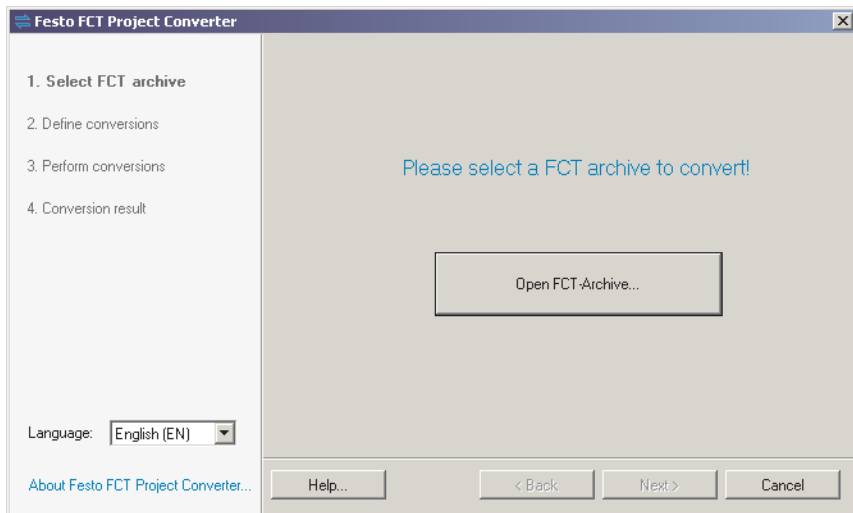 Festo FCT Project Converter
1. Select FCT archive
2. Define conversions
3. Perform conversions
4. Conversion result
Please select a FCT archive to convert!
Open FCT-Archive...
Language: English (EN)
About Festo FCT Project Converter...
Help... < Back Next > Cancel